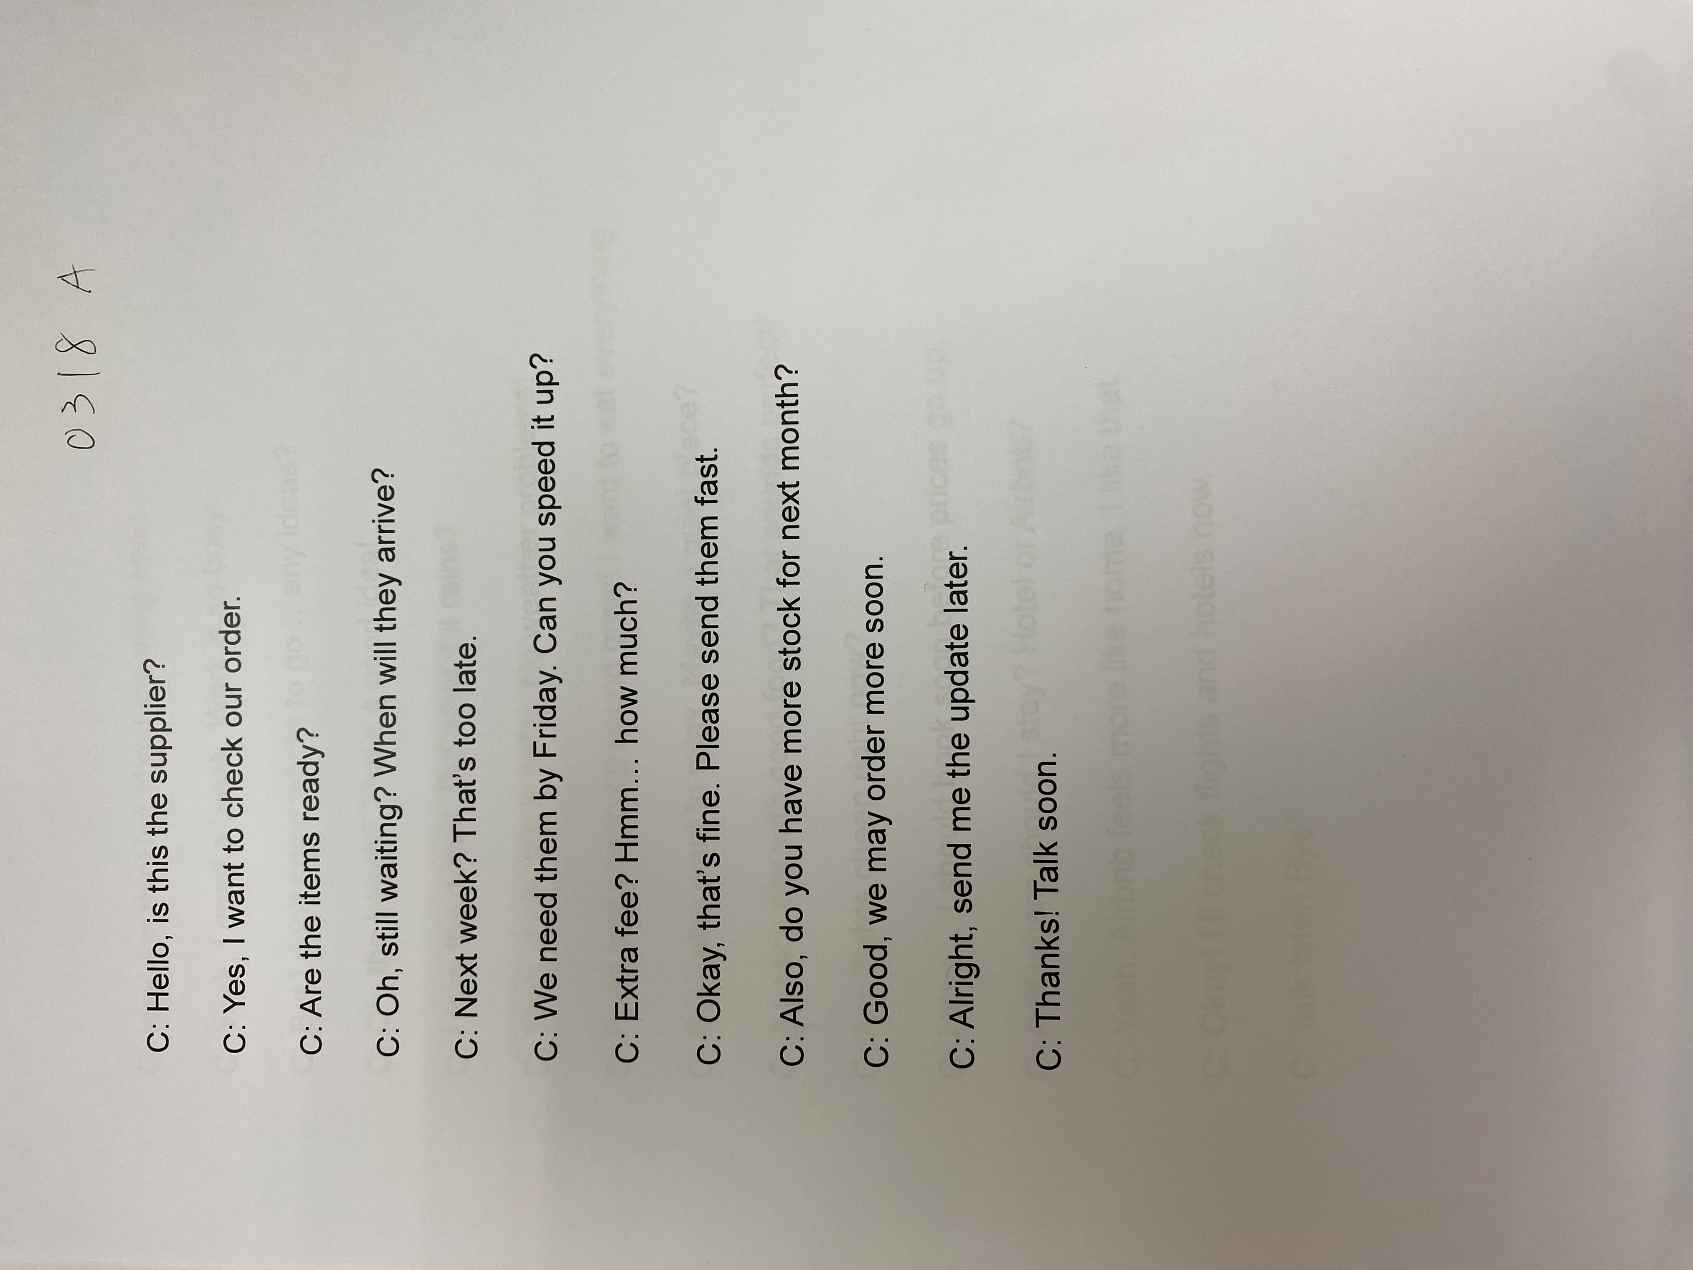 0318 A
C: Hello, is this the supplier?
C: Yes, I want to check our order.
C: Are the items ready?
C: Oh, still waiting? When will they arrive?
C: Next week? That's too late.
C: We need them by Friday. Can you speed it up?
C: Extra fee? Hmm… how much?
C: Okay, that's fine. Please send them fast.
C: Also, do you have more stock for next month?
C: Good, we may order more soon.
C: Alright, send me the update later.
C: Thanks! Talk soon.